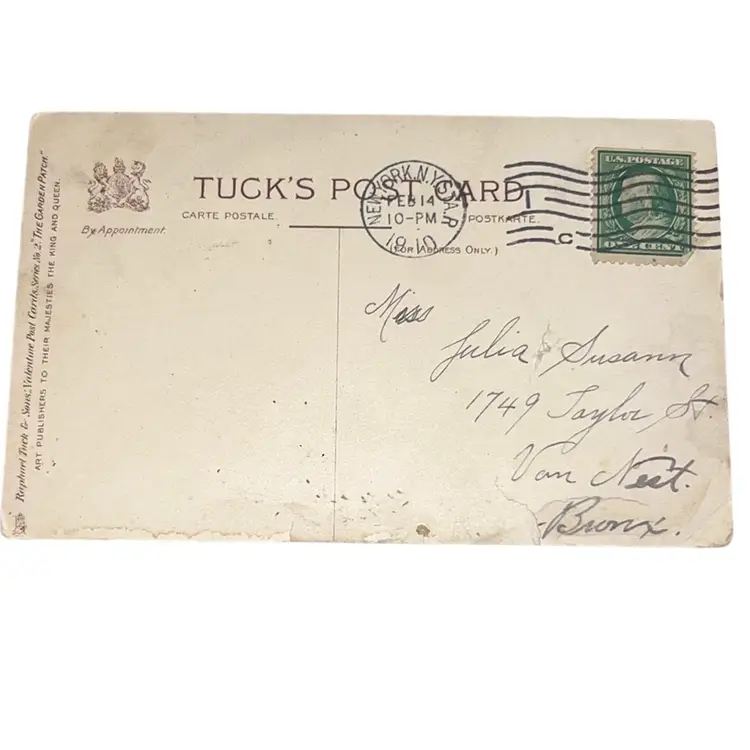 Raphael Tuck & Sons' Valentine Post Cards, Series No. 2, "THE GARDEN PATCH."
ART PUBLISHERS TO THEIR MAJESTIES THE KING AND QUEEN.
By Appointment.
TUCK'S POST CARD
CARTE POSTALE.
POSTKARTE.
(FOR ADDRESS ONLY.)
NEW YORK, N.Y. STA. R
FEB 14
10-PM
1910
1
C
U.S. POSTAGE
ONE CENT
Miss
Julia Susann
1749 Taylor St.
Van Nest.
Bronx.